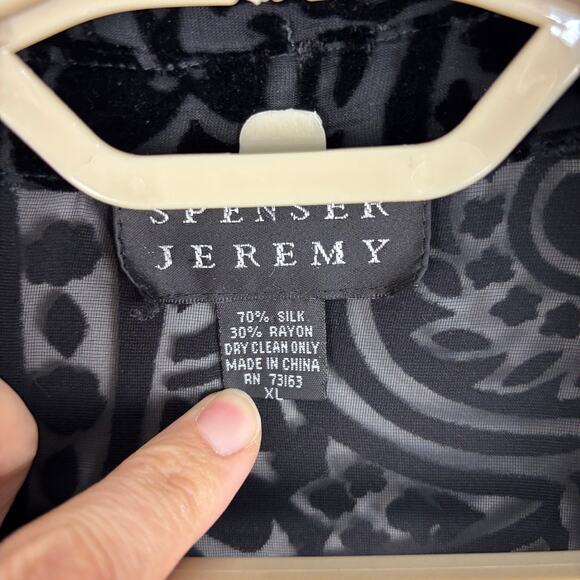 SPENSER
JEREMY
70% SILK
30% RAYON
DRY CLEAN ONLY
MADE IN CHINA
RN 73163
XL